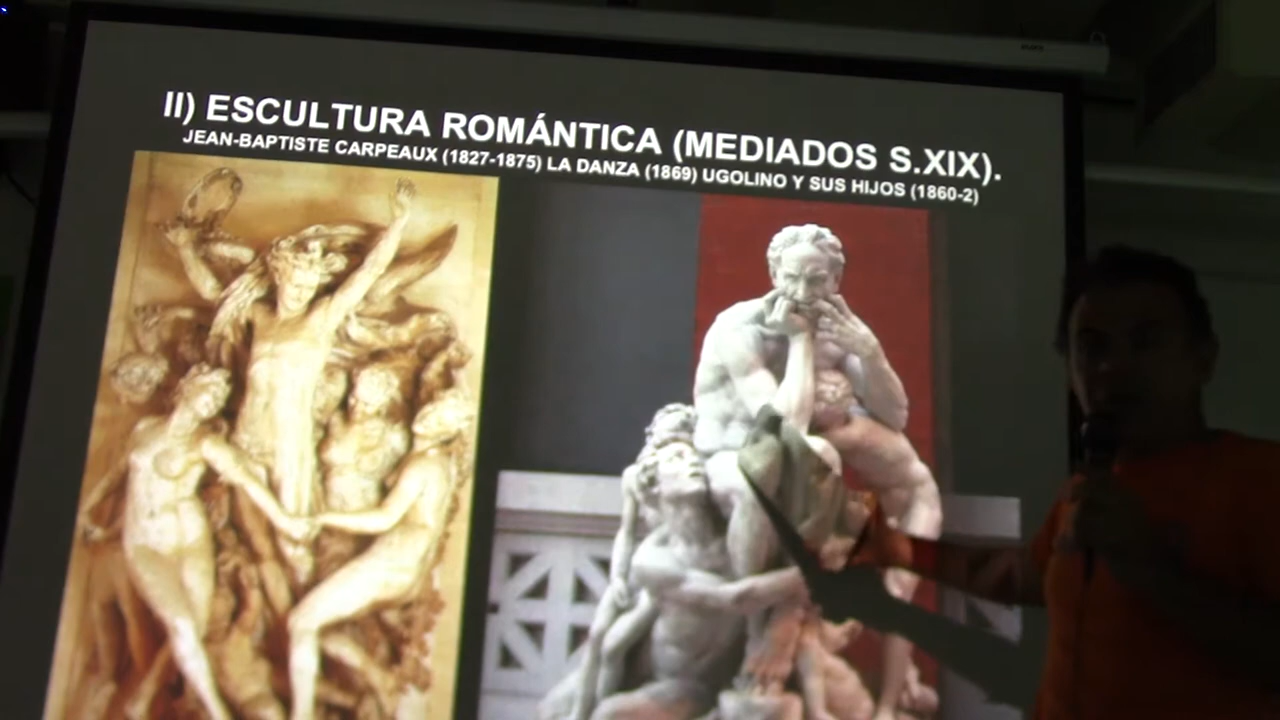 II) ESCULTURA ROMÁNTICA (MEDIADOS S.XIX).
JEAN-BAPTISTE CARPEAUX (1827-1875) LA DANZA (1869) UGOLINO Y SUS HIJOS (1860-2)